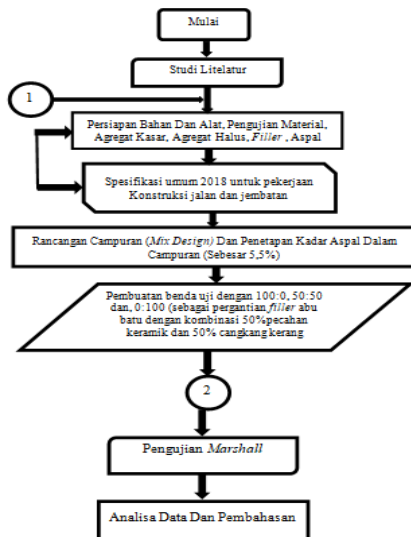 Mulai
Studi Litelatur
1
Persiapan Bahan Dan Alat, Pengujian Material,
Agregat Kasar, Agregat Halus, Filler , Aspal
Spesifikasi umum 2018 untuk pekerjaan
Konstruksi jalan dan jembatan
Rancangan Campuran (Mix Design) Dan Penetapan Kadar Aspal Dalam
Campuran (Sebesar 5,5%)
Pembuatan benda uji dengan 100:0, 50:50
dan, 0:100 (sebagai pergantian filler abu
batu dengan kombinasi 50%pecahan
keramik dan 50% cangkang kerang
2
Pengujian Marshall
Analisa Data Dan Pembahasan